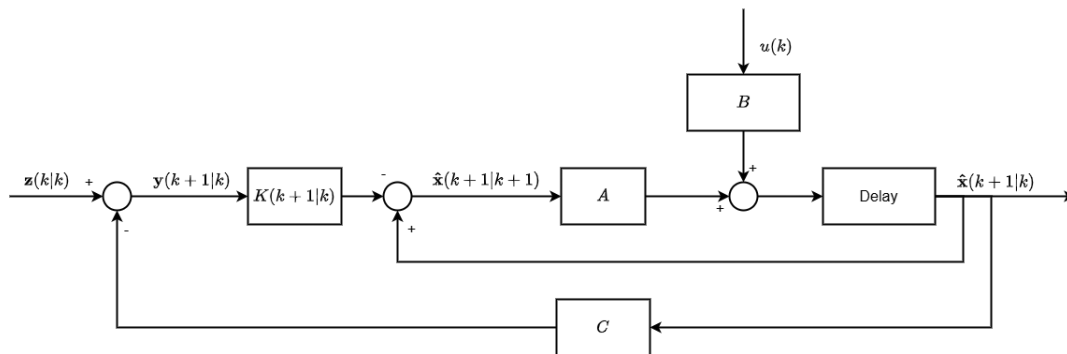 u(k)
B
z(k|k)
+
y(k+1|k)
K(k+1|k)
-
x̂(k+1|k+1)
A
+
+
Delay
x̂(k+1|k)
-
+
C